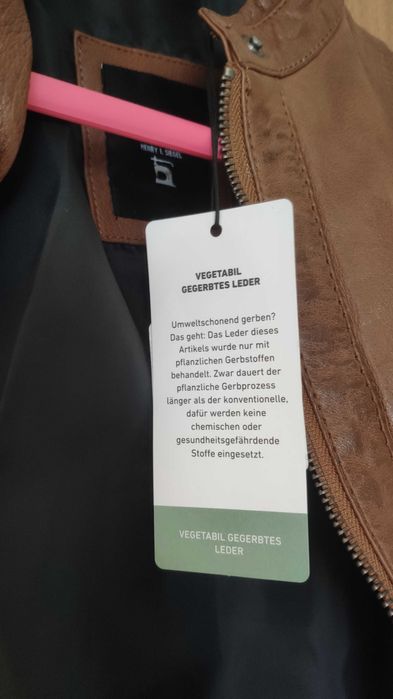 HENRY I. SIEGEL
VEGETABIL
GEGERBTES LEDER
Umweltschonend gerben?
Das geht: Das Leder dieses
Artikels wurde nur mit
pflanzlichen Gerbstoffen
behandelt. Zwar dauert der
pflanzliche Gerbprozess
länger als der konventionelle,
dafür werden keine
chemischen oder
gesundheitsgefährdende
Stoffe eingesetzt.
VEGETABIL GEGERBTES
LEDER